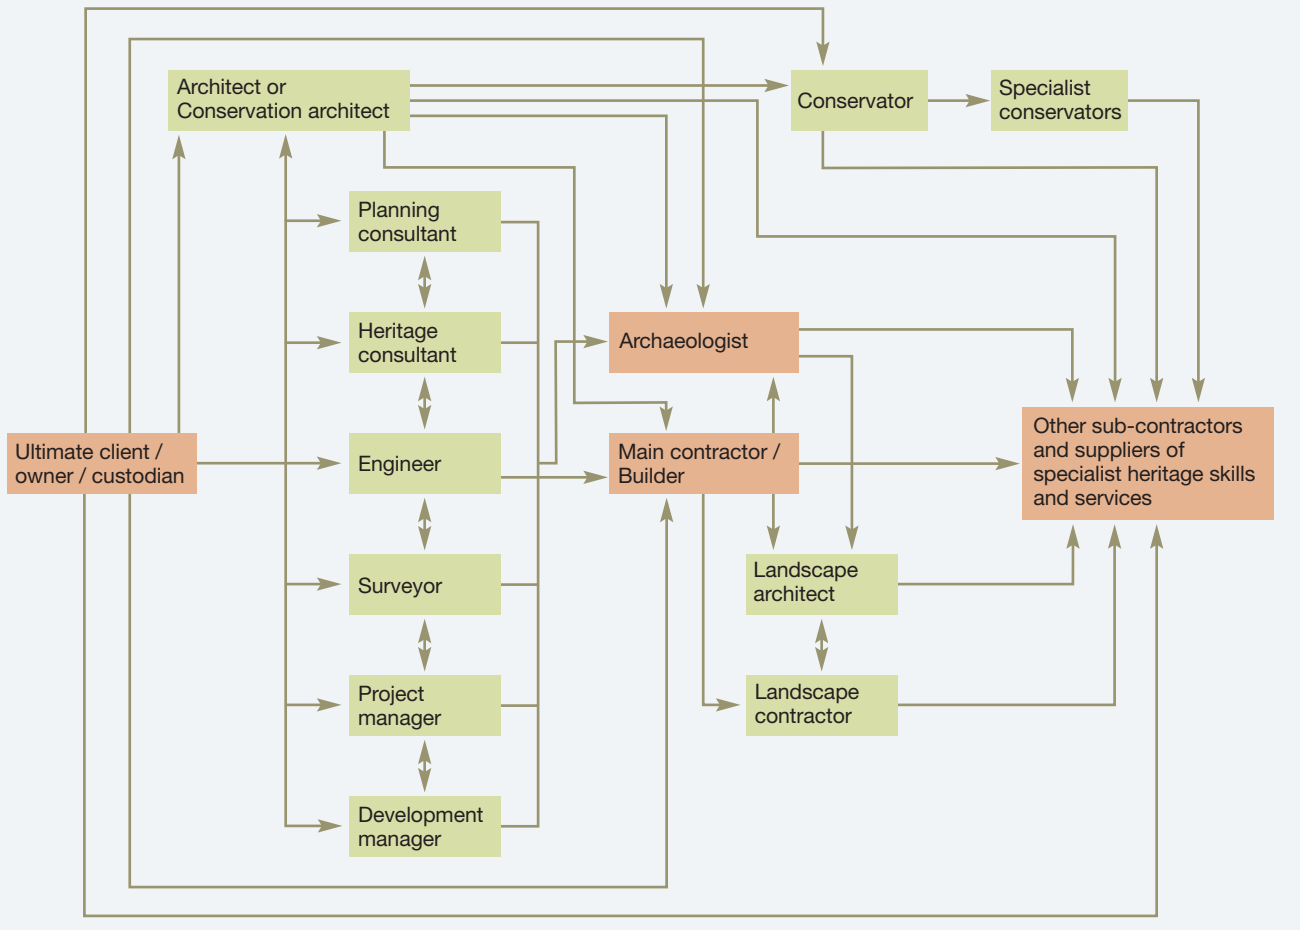 Architect or
Conservation architect
Conservator
Specialist
conservators
Planning
consultant
Heritage
consultant
Archaeologist
Ultimate client /
owner / custodian
Engineer
Main contractor /
Builder
Other sub-contractors
and suppliers of
specialist heritage skills
and services
Surveyor
Landscape
architect
Project
manager
Landscape
contractor
Development
manager